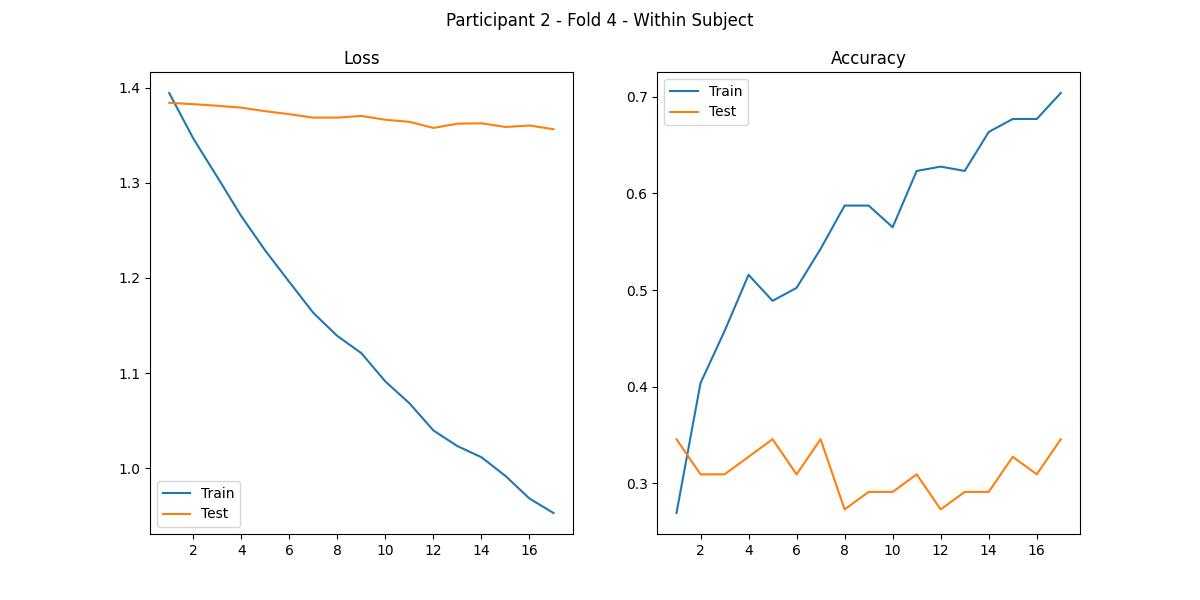 Participant 2 - Fold 4 - Within Subject
Loss
1.4
1.3
1.2
1.1
1.0
Train
Test
2 4 6 8 10 12 14 16
Accuracy
Train
Test
0.7
0.6
0.5
0.4
0.3
2 4 6 8 10 12 14 16